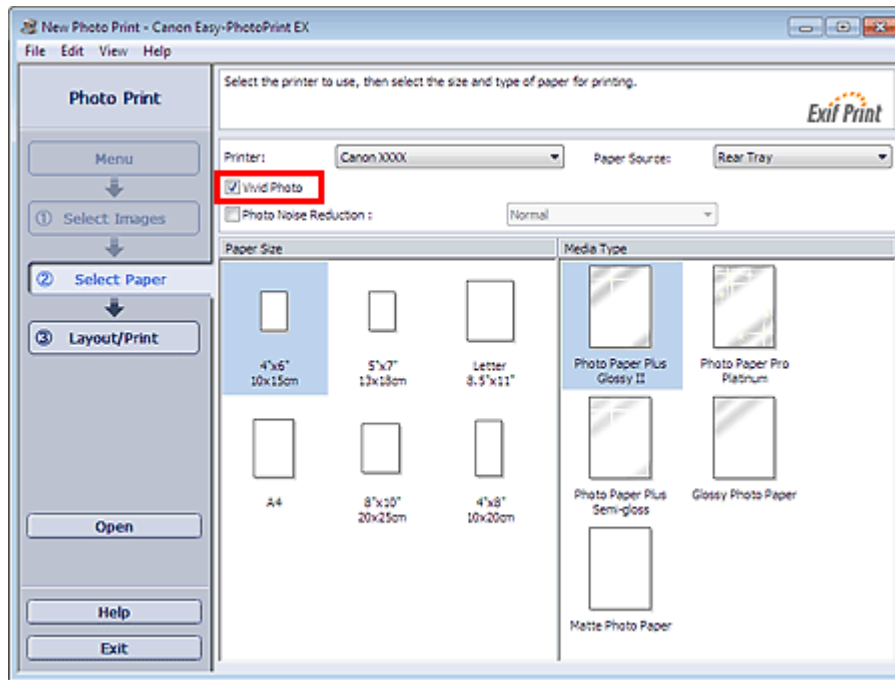 New Photo Print - Canon Easy-PhotoPrint EX
File Edit View Help
Photo Print
Menu
① Select Images
② Select Paper
③ Layout/Print
Open
Help
Exit
Select the printer to use, then select the size and type of paper for printing.
Exif Print
Printer: Canon XXXX Paper Source: Rear Tray
Vivid Photo
Photo Noise Reduction : Normal
Paper Size
4"x6"
10x15cm
5"x7"
13x18cm
Letter
8.5"x11"
A4
8"x10"
20x25cm
4"x8"
10x20cm
Media Type
Photo Paper Plus
Glossy II
Photo Paper Pro
Platinum
Photo Paper Plus
Semi-gloss
Glossy Photo Paper
Matte Photo Paper